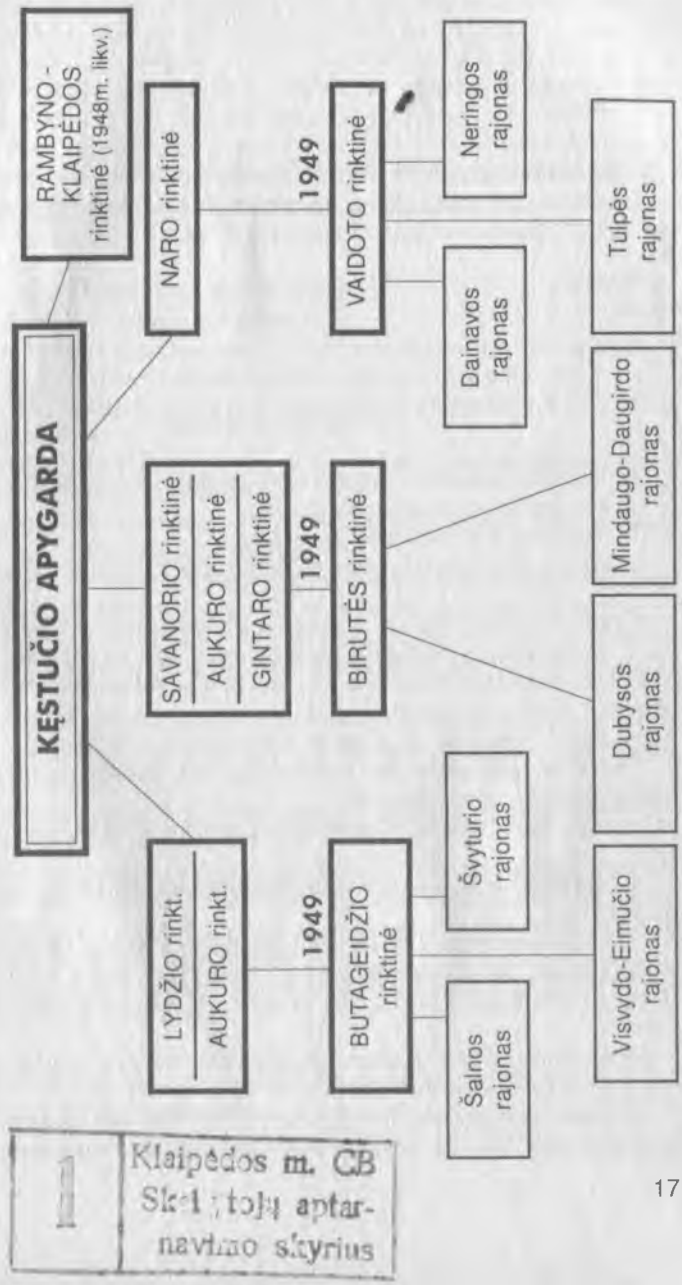 KĘSTUČIO APYGARDA
RAMBYNO -
KLAIPĖDOS
rinktinė (1948m. likv.)
LYDŽIO rinkt.
AUKURO rinkt.
SAVANORIO rinktinė
AUKURO rinktinė
GINTARO rinktinė
NARO rinktinė
1949
1949
1949
BUTAGEIDŽIO
rinktinė
BIRUTĖS rinktinė
VAIDOTO rinktinė
Šalnos
rajonas
Švyturio
rajonas
Dainavos
rajonas
Neringos
rajonas
Visvydo-Eimučio
rajonas
Dubysos
rajonas
Mindaugo-Daugirdo
rajonas
Tulpės
rajonas
Klaipėdos m. CB
aptar-
navimo skyrius
17